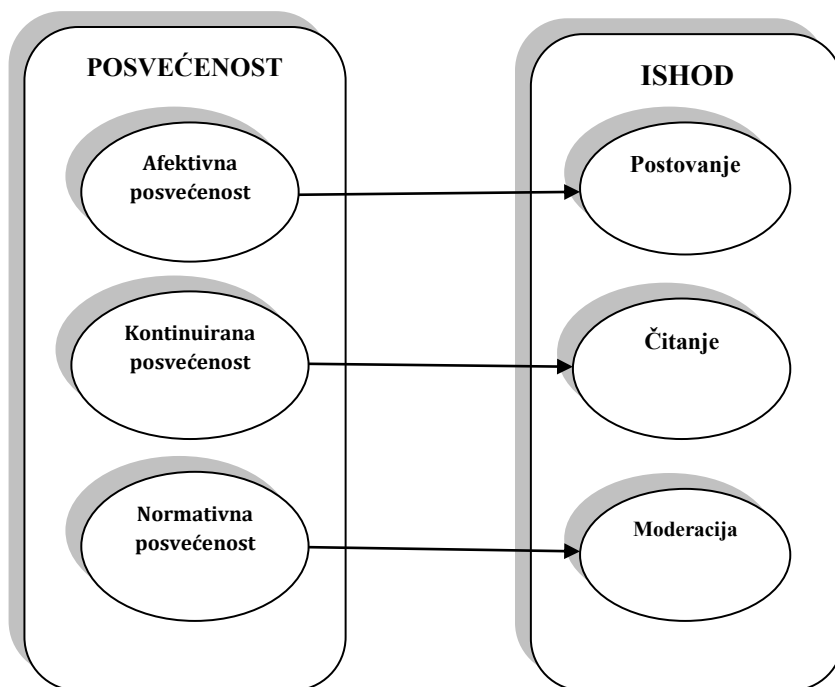 POSVEĆENOST
Afektivna
posvećenost
Kontinuirana
posvećenost
Normativna
posvećenost
ISHOD
Postovanje
Čitanje
Moderacija